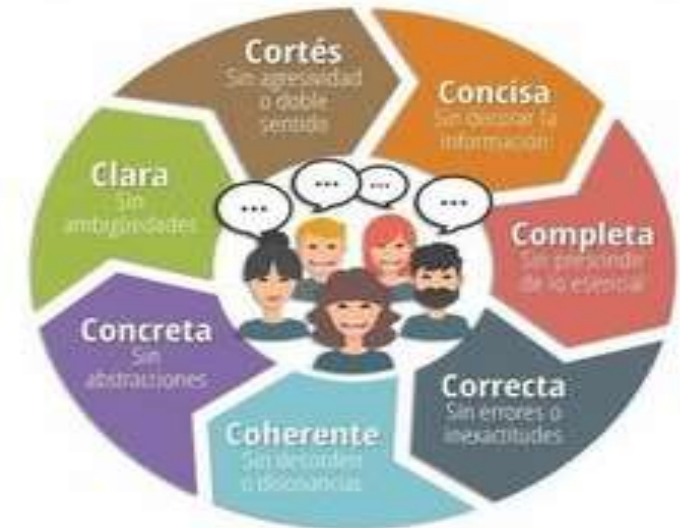 Cortés
Sin agresividad
o doble
sentido
Concisa
Sin decorar la
información
Completa
Sin prescindir
de lo esencial
Correcta
Sin errores o
inexactitudes
Coherente
Sin desorden
o disonancias
Concreta
Sin
abstracciones
Clara
Sin
ambigüedades
...
...
...
...